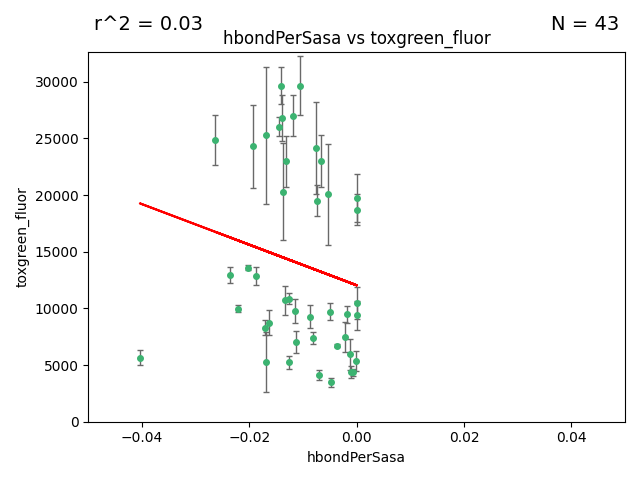 r^2 = 0.03
N = 43
hbondPerSasa vs toxgreen_fluor
30000
25000
20000
15000
10000
5000
0
toxgreen_fluor
−0.04
−0.02
0.00
0.02
0.04
hbondPerSasa